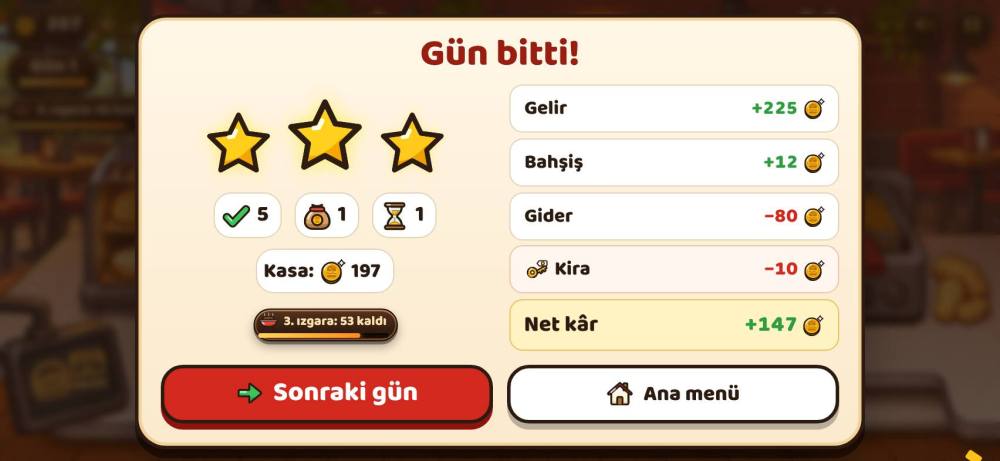 Gün bitti!
5
1
1
Kasa: 197
3. ızgara: 53 kaldı
Gelir +225
Bahşiş +12
Gider -80
Kira -10
Net kâr +147
Sonraki gün
Ana menü